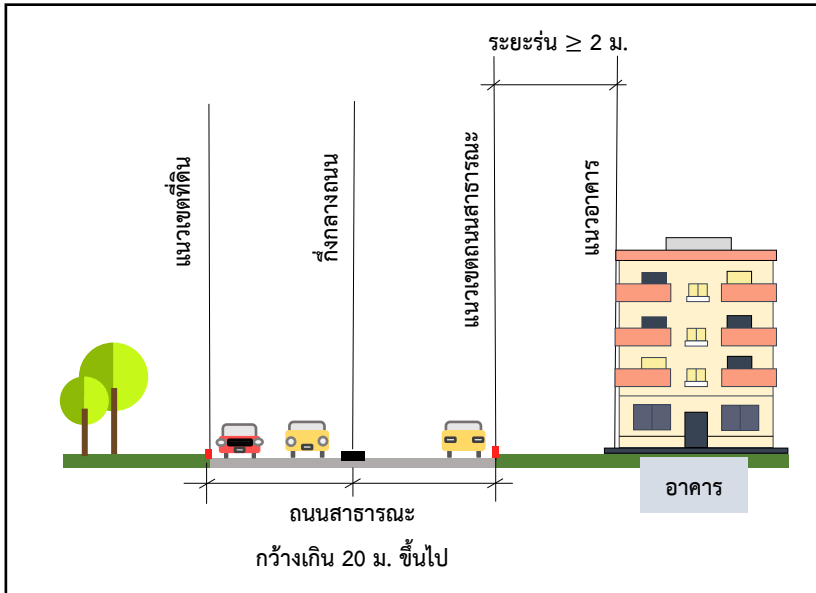 ระยะร่น ≥ 2 ม.
แนวเขตที่ดิน
กึ่งกลางถนน
แนวเขตถนนสาธารณะ
แนวอาคาร
อาคาร
ถนนสาธารณะ
กว้างเกิน 20 ม. ขึ้นไป